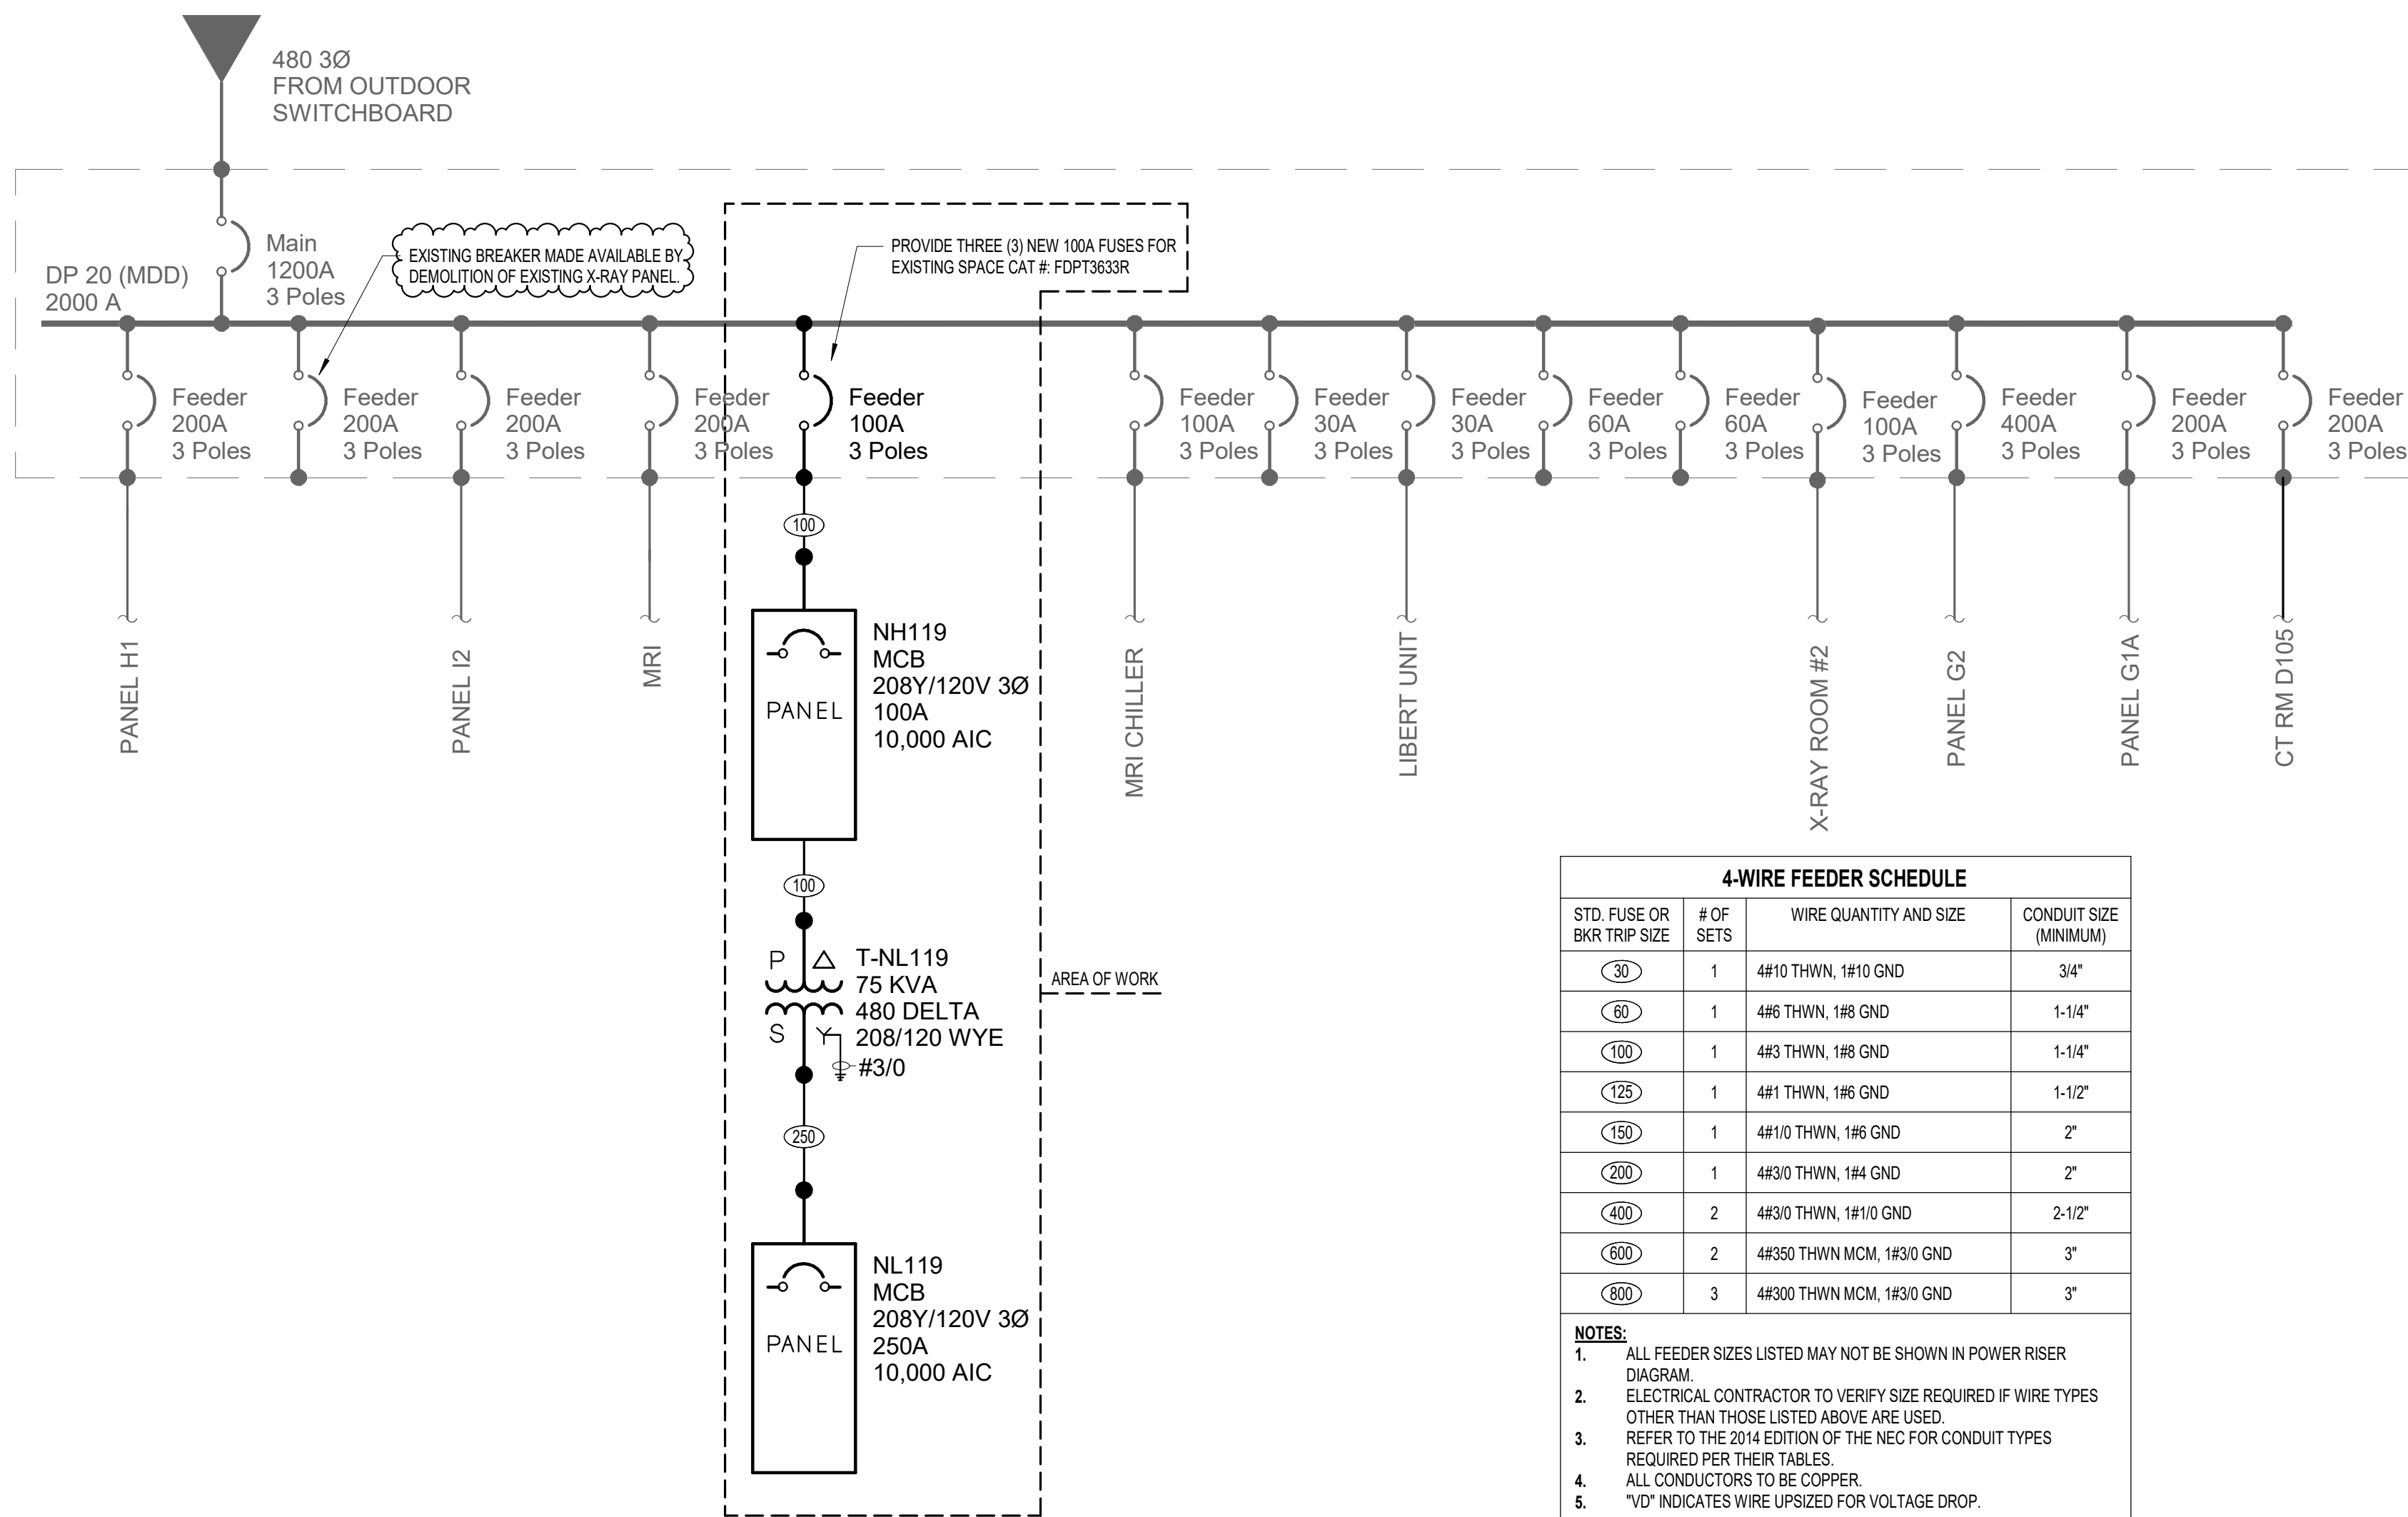 480 3Ø
FROM OUTDOOR
SWITCHBOARD
DP 20 (MDD)
2000 A
Main
1200A
3 Poles
EXISTING BREAKER MADE AVAILABLE BY
DEMOLITION OF EXISTING X-RAY PANEL.
PROVIDE THREE (3) NEW 100A FUSES FOR
EXISTING SPACE CAT #: FDPT3633R
Feeder
200A
3 Poles
Feeder
200A
3 Poles
Feeder
200A
3 Poles
Feeder
200A
3 Poles
Feeder
100A
3 Poles
Feeder
100A
3 Poles
Feeder
30A
3 Poles
Feeder
30A
3 Poles
Feeder
60A
3 Poles
Feeder
60A
3 Poles
Feeder
100A
3 Poles
Feeder
400A
3 Poles
Feeder
200A
3 Poles
Feeder
200A
3 Poles
PANEL H1
PANEL I2
MRI
100
PANEL
NH119
MCB
208Y/120V 3Ø
100A
10,000 AIC
100
P
S
T-NL119
75 KVA
480 DELTA
208/120 WYE
#3/0
250
PANEL
NL119
MCB
208Y/120V 3Ø
250A
10,000 AIC
AREA OF WORK
MRI CHILLER
LIBERT UNIT
X-RAY ROOM #2
PANEL G2
PANEL G1A
CT RM D105
4-WIRE FEEDER SCHEDULE
STD. FUSE OR
BKR TRIP SIZE
# OF
SETS
WIRE QUANTITY AND SIZE
CONDUIT SIZE
(MINIMUM)
30 1 4#10 THWN, 1#10 GND 3/4"
60 1 4#6 THWN, 1#8 GND 1-1/4"
100 1 4#3 THWN, 1#8 GND 1-1/4"
125 1 4#1 THWN, 1#6 GND 1-1/2"
150 1 4#1/0 THWN, 1#6 GND 2"
200 1 4#3/0 THWN, 1#4 GND 2"
400 2 4#3/0 THWN, 1#1/0 GND 2-1/2"
600 2 4#350 THWN MCM, 1#3/0 GND 3"
800 3 4#300 THWN MCM, 1#3/0 GND 3"
NOTES:
1. ALL FEEDER SIZES LISTED MAY NOT BE SHOWN IN POWER RISER
DIAGRAM.
2. ELECTRICAL CONTRACTOR TO VERIFY SIZE REQUIRED IF WIRE TYPES
OTHER THAN THOSE LISTED ABOVE ARE USED.
3. REFER TO THE 2014 EDITION OF THE NEC FOR CONDUIT TYPES
REQUIRED PER THEIR TABLES.
4. ALL CONDUCTORS TO BE COPPER.
5. "VD" INDICATES WIRE UPSIZED FOR VOLTAGE DROP.